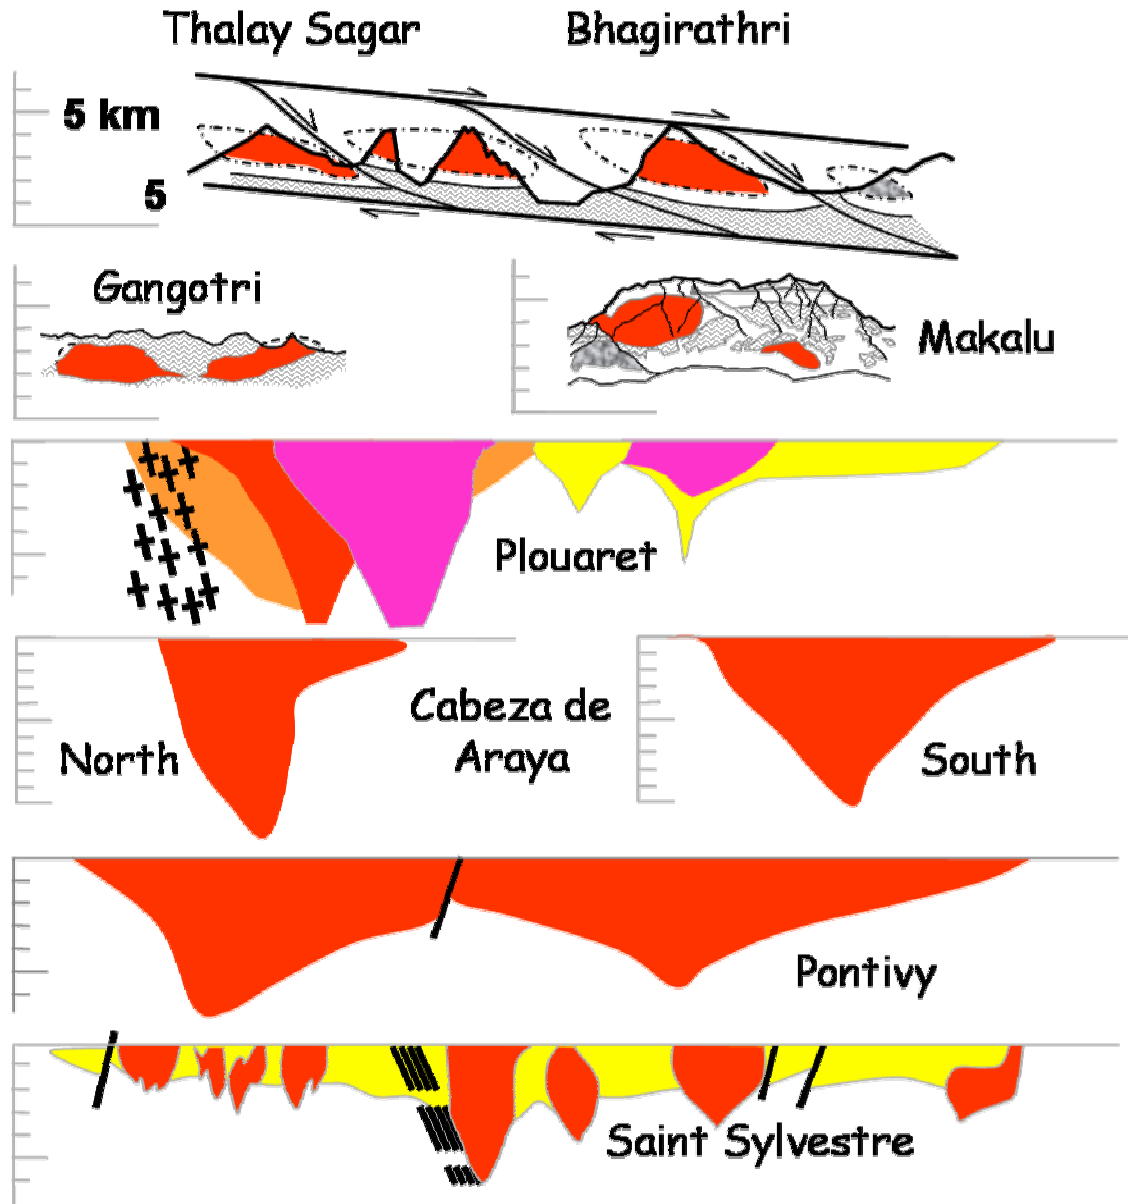 Thalay Sagar
Bhagirathri
5 km
5
Gangotri
Makalu
Plouaret
North
Cabeza de
Araya
South
Pontivy
Saint Sylvestre